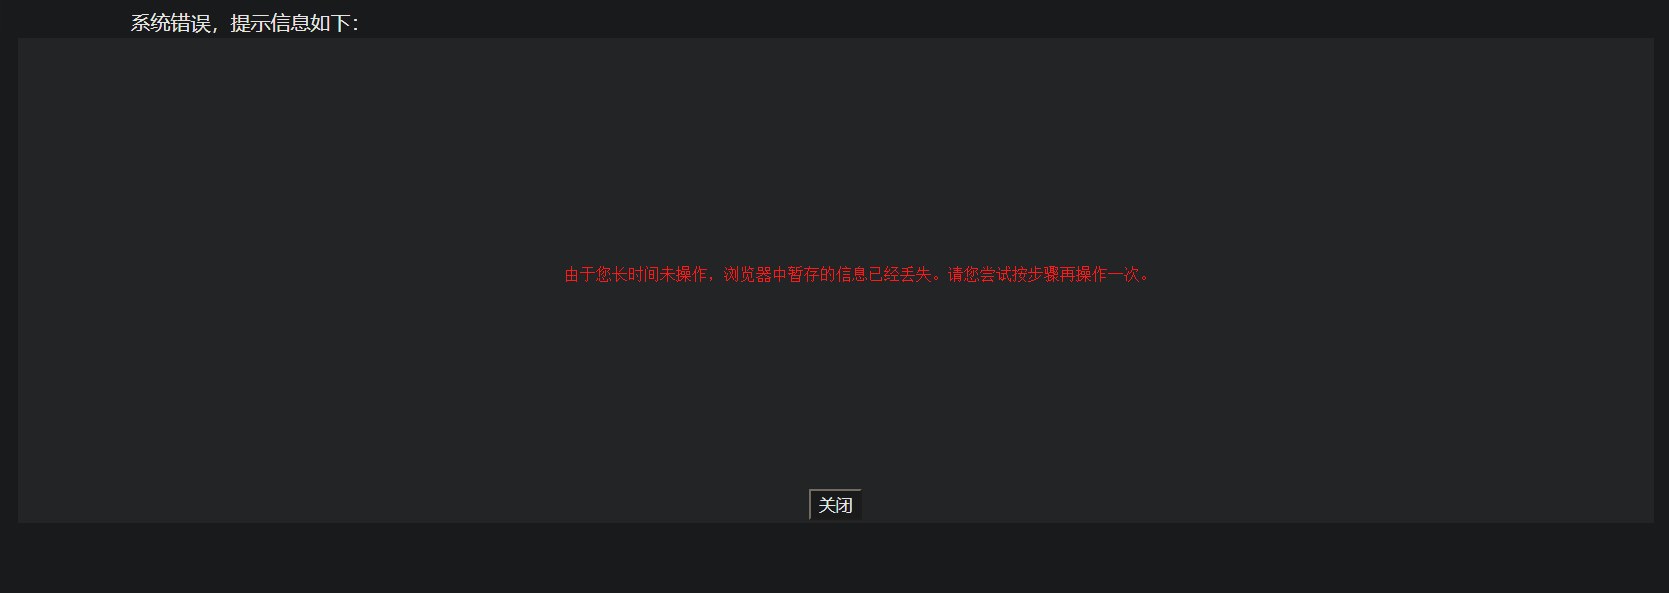 系统错误，提示信息如下：
由于您长时间未操作，浏览器中暂存的信息已经丢失。请您尝试按步骤再操作一次。
关闭